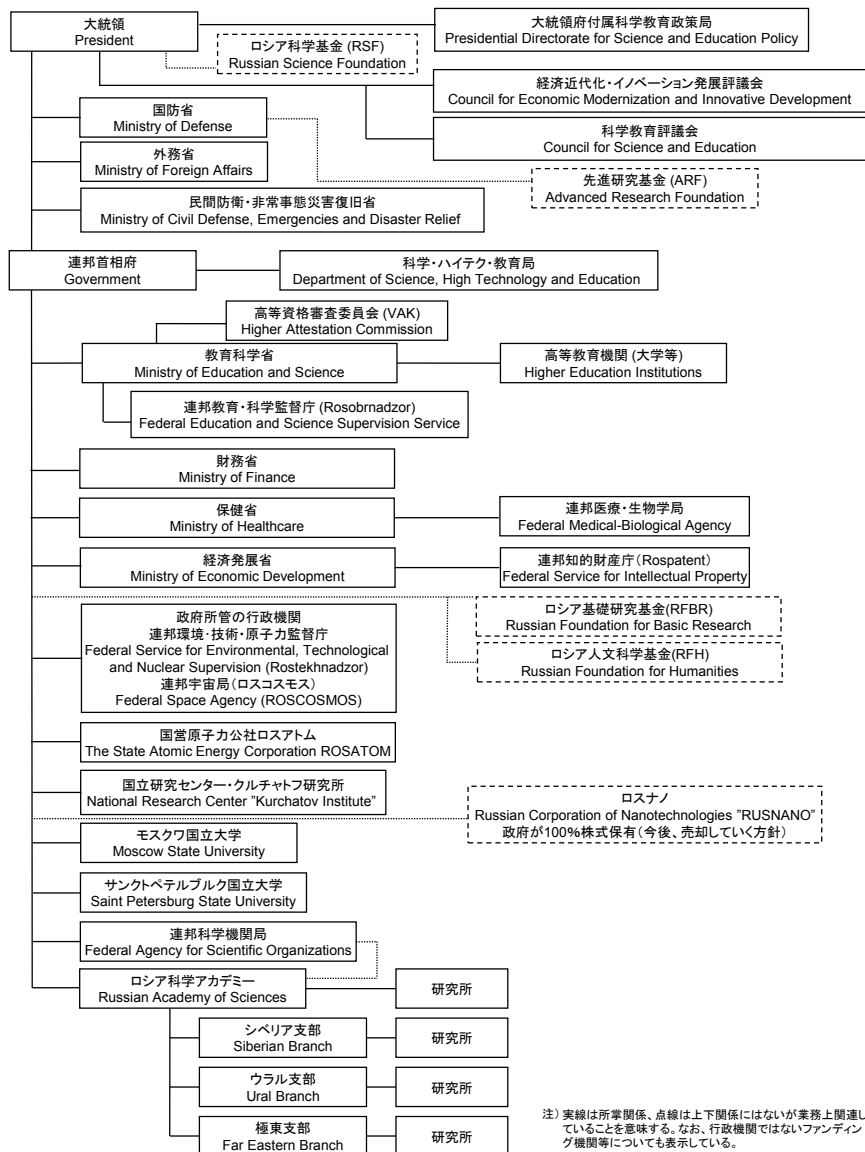 大統領
President
大統領府付属科学教育政策局
Presidential Directorate for Science and Education Policy
ロシア科学基金 (RSF)
Russian Science Foundation
経済近代化・イノベーション発展評議会
Council for Economic Modernization and Innovative Development
国防省
Ministry of Defense
科学教育評議会
Council for Science and Education
外務省
Ministry of Foreign Affairs
先進研究基金 (ARF)
Advanced Research Foundation
民間防衛・非常事態災害復旧省
Ministry of Civil Defense, Emergencies and Disaster Relief
連邦首相府
Government
科学・ハイテク・教育局
Department of Science, High Technology and Education
高等資格審査委員会 (VAK)
Higher Attestation Commission
教育科学省
Ministry of Education and Science
高等教育機関 (大学等)
Higher Education Institutions
連邦教育・科学監督庁 (Rosobrnadzor)
Federal Education and Science Supervision Service
財務省
Ministry of Finance
保健省
Ministry of Healthcare
連邦医療・生物学局
Federal Medical-Biological Agency
経済発展省
Ministry of Economic Development
連邦知的財産庁(Rospatent)
Federal Service for Intellectual Property
ロシア基礎研究基金(RFBR)
Russian Foundation for Basic Research
政府所管の行政機関
連邦環境・技術・原子力監督庁
Federal Service for Environmental, Technological
and Nuclear Supervision (Rostekhnadzor)
連邦宇宙局(ロスコスモス)
Federal Space Agency (ROSCOSMOS)
ロシア人文科学基金(RFH)
Russian Foundation for Humanities
国営原子力公社ロスアトム
The State Atomic Energy Corporation ROSATOM
国立研究センター・クルチャトフ研究所
National Research Center ”Kurchatov Institute”
ロスナノ
Russian Corporation of Nanotechnologies ”RUSNANO”
政府が100%株式保有(今後、売却していく方針)
モスクワ国立大学
Moscow State University
サンクトペテルブルク国立大学
Saint Petersburg State University
連邦科学機関局
Federal Agency for Scientific Organizations
ロシア科学アカデミー
Russian Academy of Sciences
研究所
シベリア支部
Siberian Branch
研究所
ウラル支部
Ural Branch
研究所
極東支部
Far Eastern Branch
研究所
注) 実線は所掌関係、点線は上下関係にはないが業務上関連し
ていることを意味する。なお、行政機関ではないファンディン
グ機関等についても表示している。